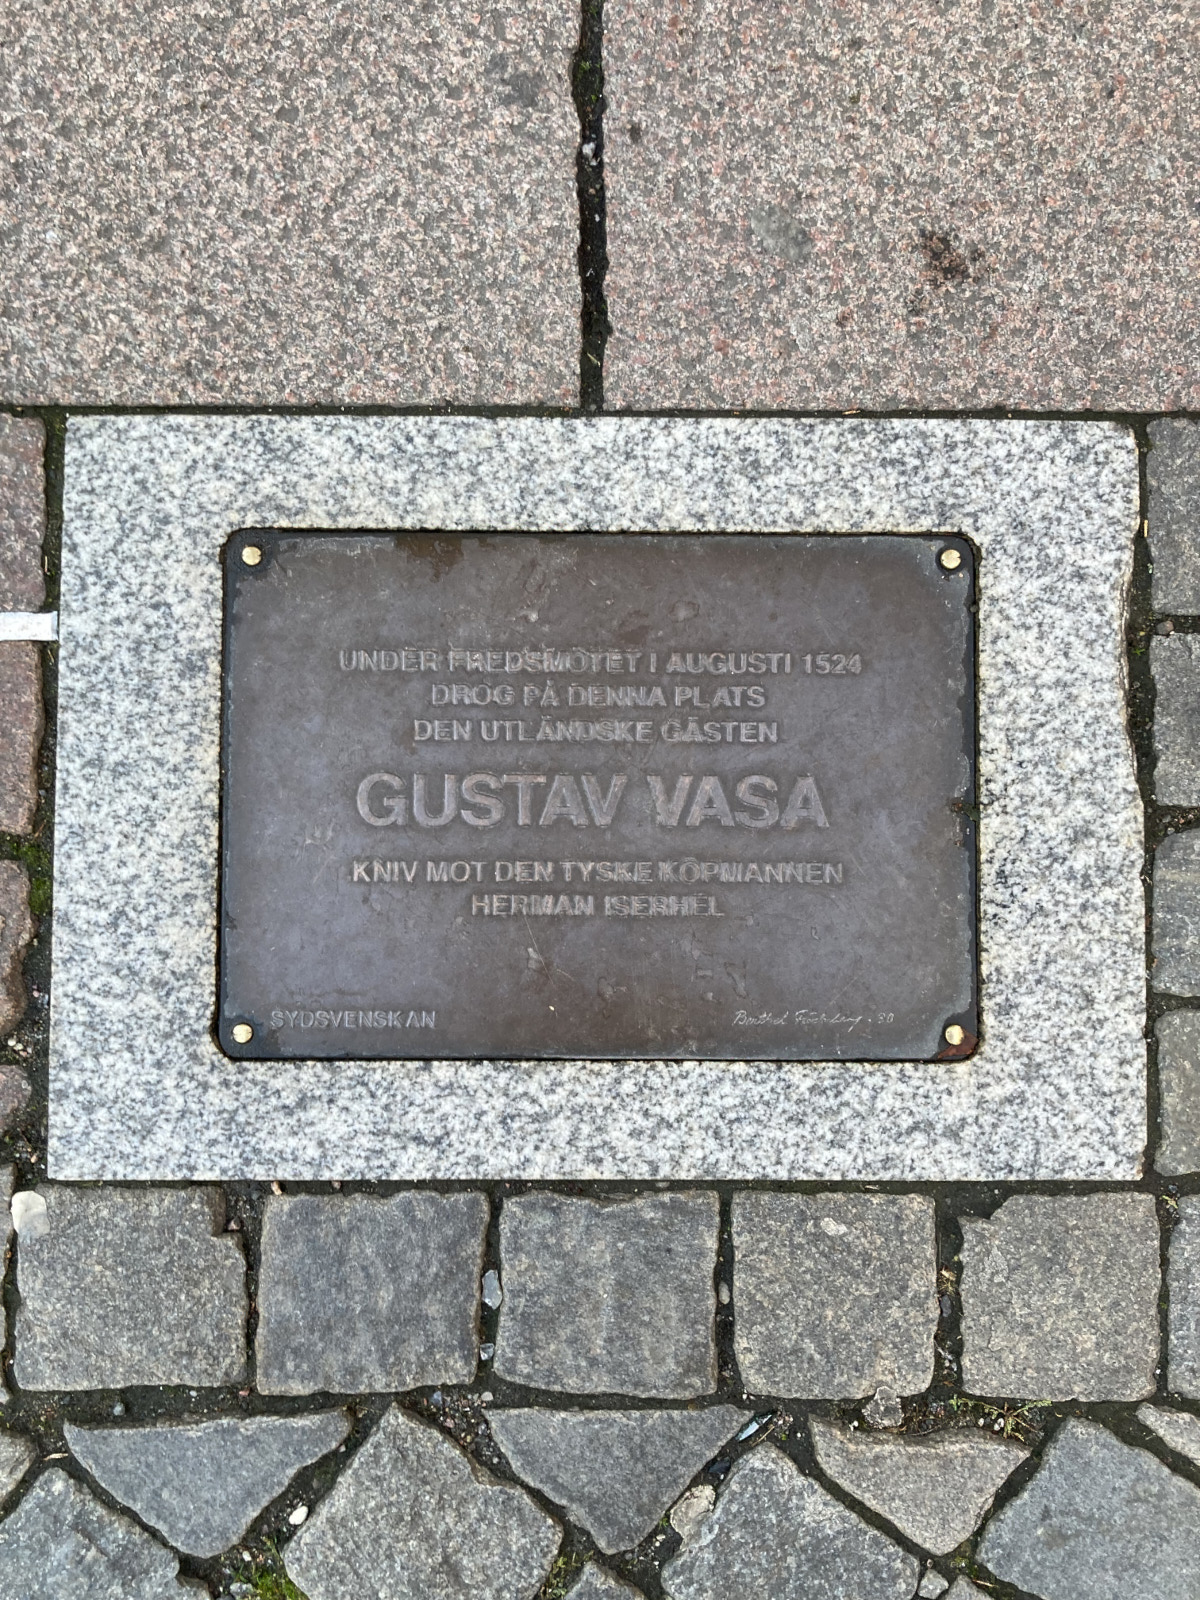 UNDER FREDSMÖTET I AUGUSTI 1524
DROG PÅ DENNA PLATS
DEN UTLÄNDSKE GÄSTEN
GUSTAV VASA
KNIV MOT DEN TYSKE KÖPMANNEN
HERMAN ISERHEL
SYDSVENSKAN